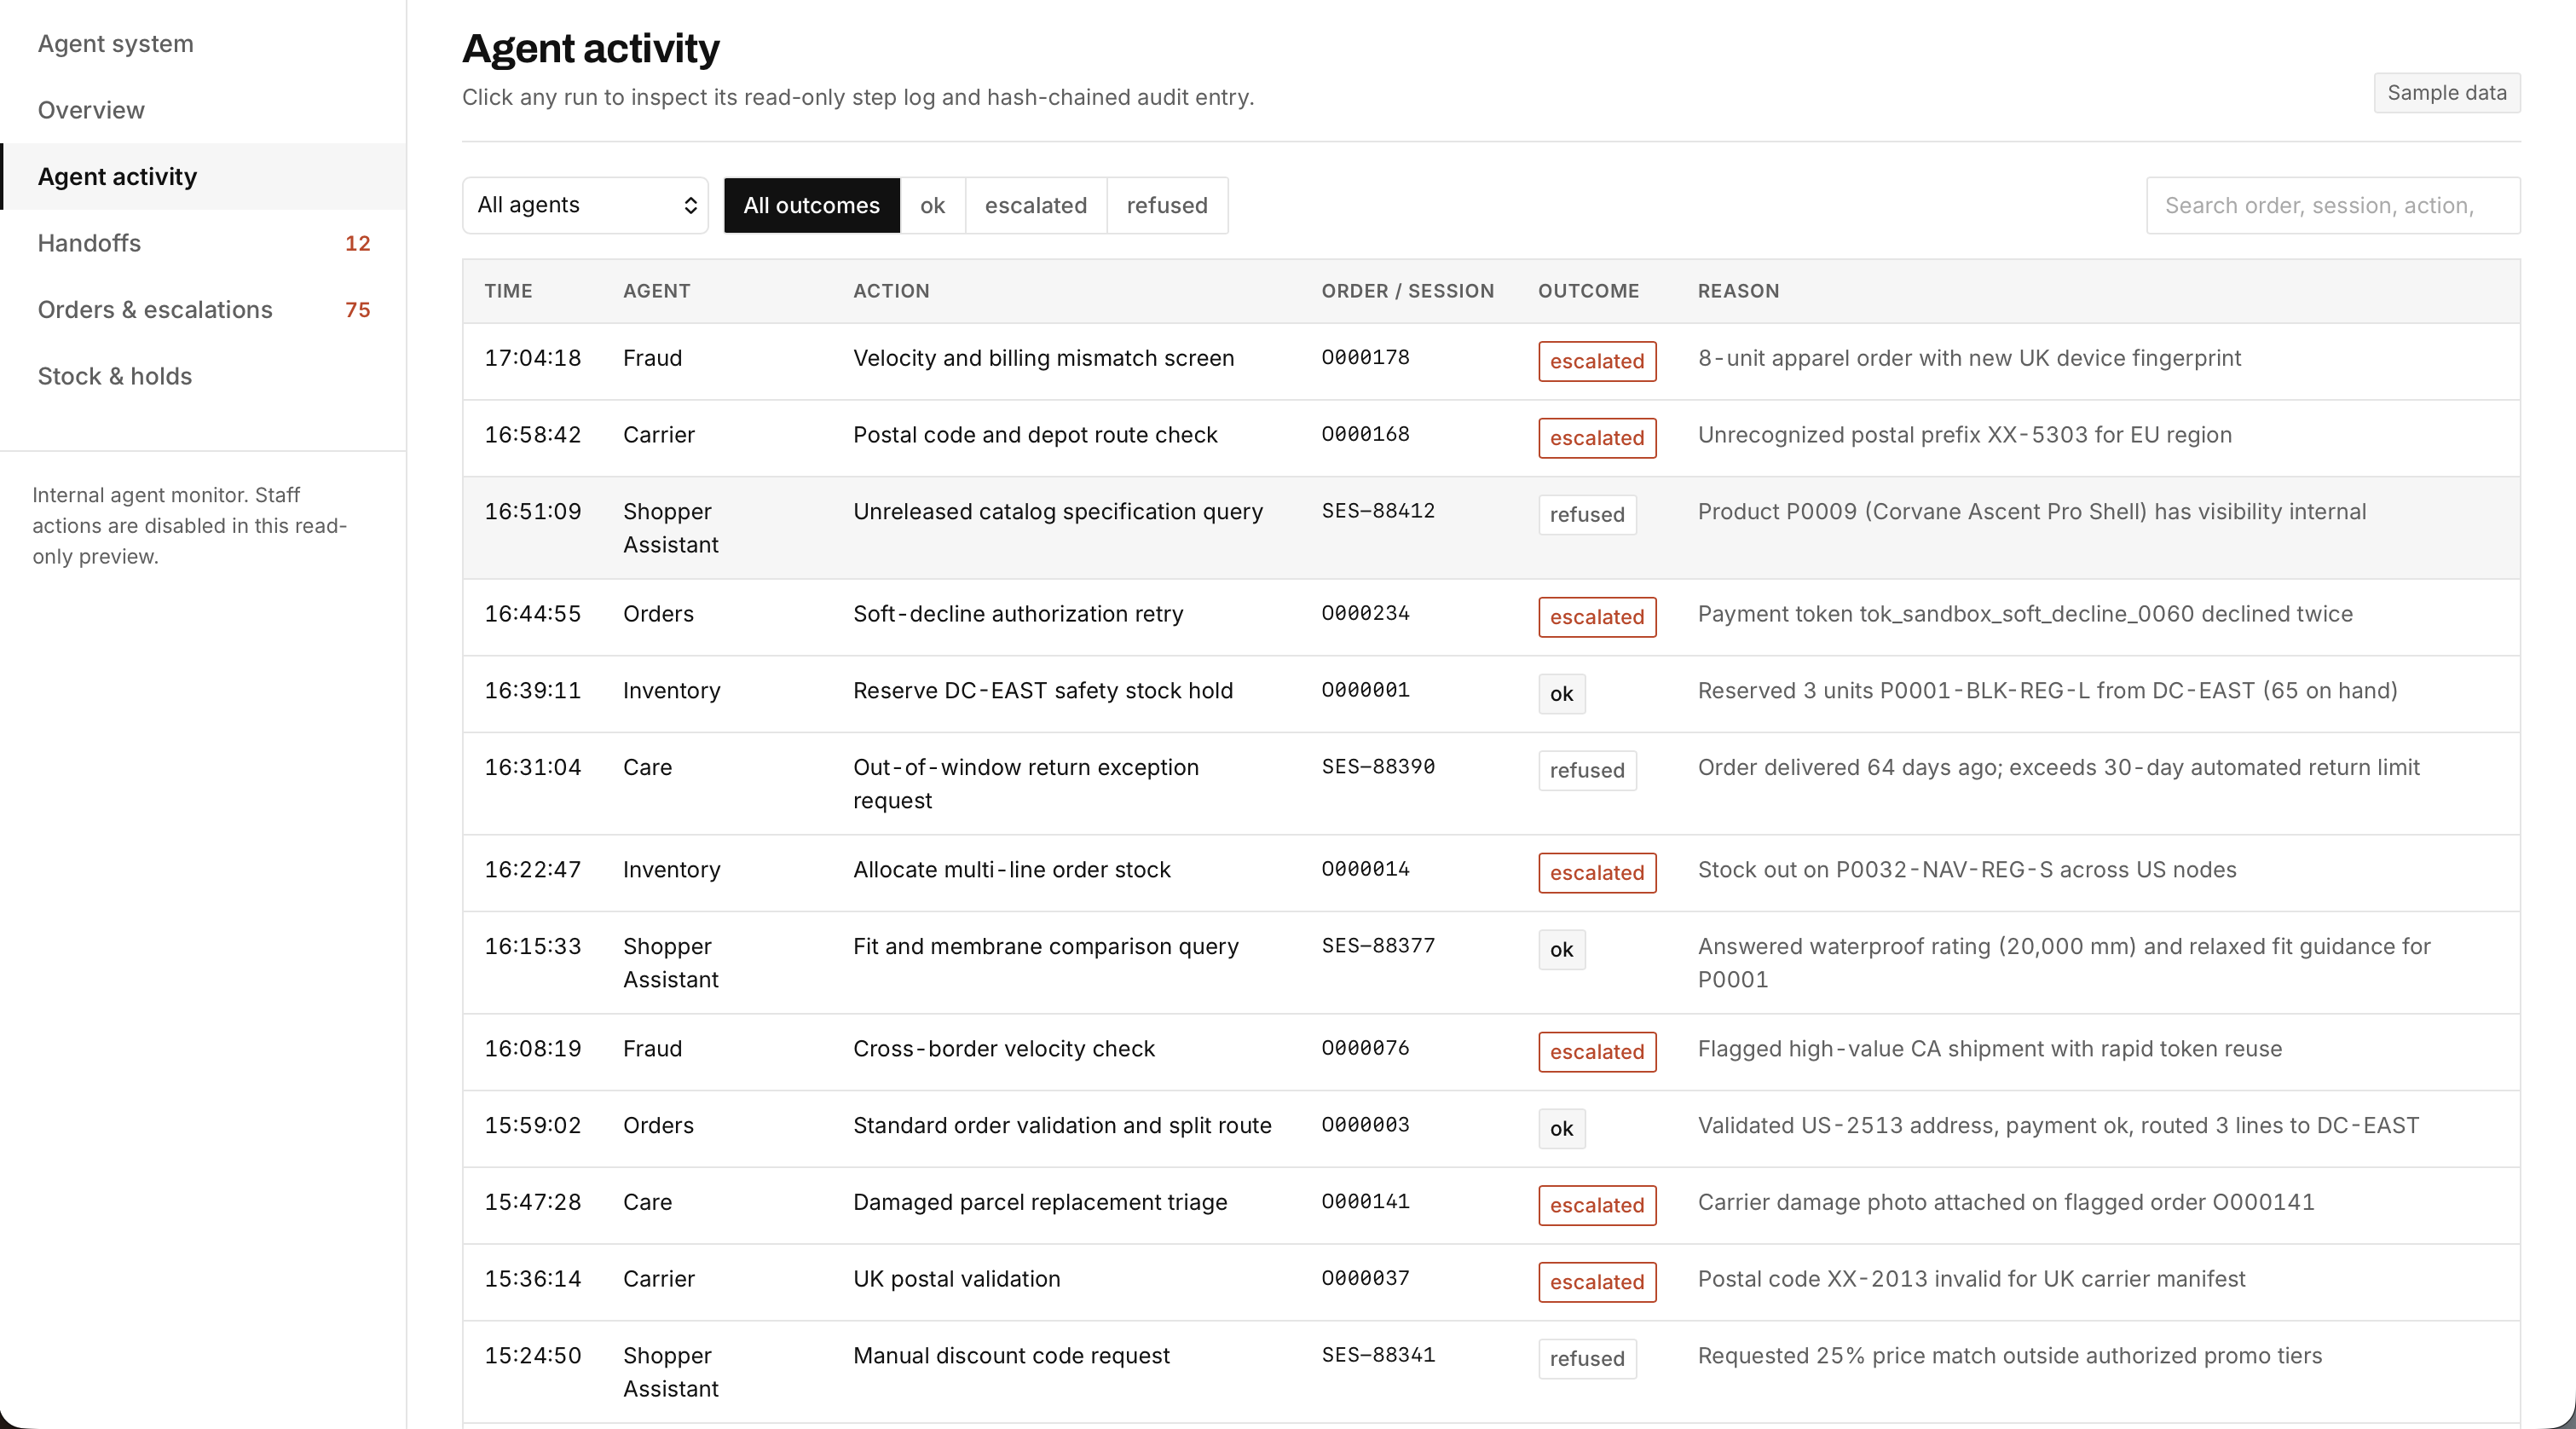 Agent system
Overview
Agent activity
Handoffs 12
Orders & escalations 75
Stock & holds
Internal agent monitor. Staff
actions are disabled in this read-
only preview.
Agent activity
Click any run to inspect its read-only step log and hash-chained audit entry.
Sample data
All agents All outcomes ok escalated refused Search order, session, action,
TIME AGENT ACTION ORDER / SESSION OUTCOME REASON
17:04:18 Fraud Velocity and billing mismatch screen O000178 escalated 8-unit apparel order with new UK device fingerprint
16:58:42 Carrier Postal code and depot route check O000168 escalated Unrecognized postal prefix XX-5303 for EU region
16:51:09 Shopper Unreleased catalog specification query SES–88412 refused Product P0009 (Corvane Ascent Pro Shell) has visibility internal
Assistant
16:44:55 Orders Soft-decline authorization retry O000234 escalated Payment token tok_sandbox_soft_decline_0060 declined twice
16:39:11 Inventory Reserve DC-EAST safety stock hold O000001 ok Reserved 3 units P0001-BLK-REG-L from DC-EAST (65 on hand)
16:31:04 Care Out-of-window return exception SES–88390 refused Order delivered 64 days ago; exceeds 30-day automated return limit
request
16:22:47 Inventory Allocate multi-line order stock O000014 escalated Stock out on P0032-NAV-REG-S across US nodes
16:15:33 Shopper Fit and membrane comparison query SES–88377 ok Answered waterproof rating (20,000 mm) and relaxed fit guidance for
Assistant P0001
16:08:19 Fraud Cross-border velocity check O000076 escalated Flagged high-value CA shipment with rapid token reuse
15:59:02 Orders Standard order validation and split route O000003 ok Validated US-2513 address, payment ok, routed 3 lines to DC-EAST
15:47:28 Care Damaged parcel replacement triage O000141 escalated Carrier damage photo attached on flagged order O000141
15:36:14 Carrier UK postal validation O000037 escalated Postal code XX-2013 invalid for UK carrier manifest
15:24:50 Shopper Manual discount code request SES–88341 refused Requested 25% price match outside authorized promo tiers
Assistant